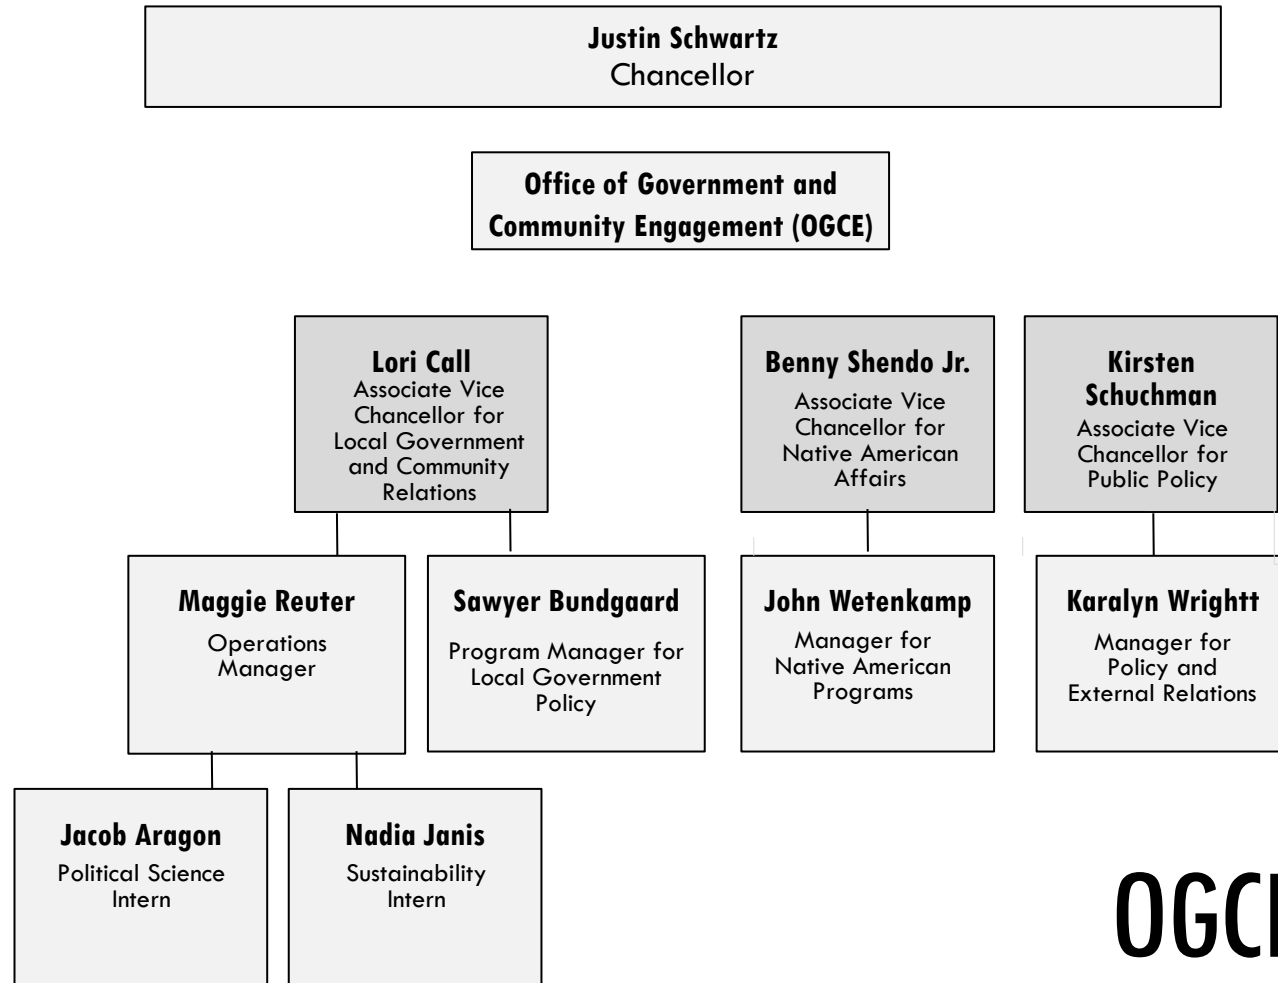 Justin Schwartz
Chancellor
Office of Government and
Community Engagement (OGCE)
Lori Call
Associate Vice
Chancellor for
Local Government
and Community
Relations
Benny Shendo Jr.
Associate Vice
Chancellor for
Native American
Affairs
Kirsten
Schuchman
Associate Vice
Chancellor for
Public Policy
Maggie Reuter
Operations
Manager
Sawyer Bundgaard
Program Manager for
Local Government
Policy
John Wetenkamp
Manager for
Native American
Programs
Karalyn Wrightt
Manager for
Policy and
External Relations
Jacob Aragon
Political Science
Intern
Nadia Janis
Sustainability
Intern
OGCE